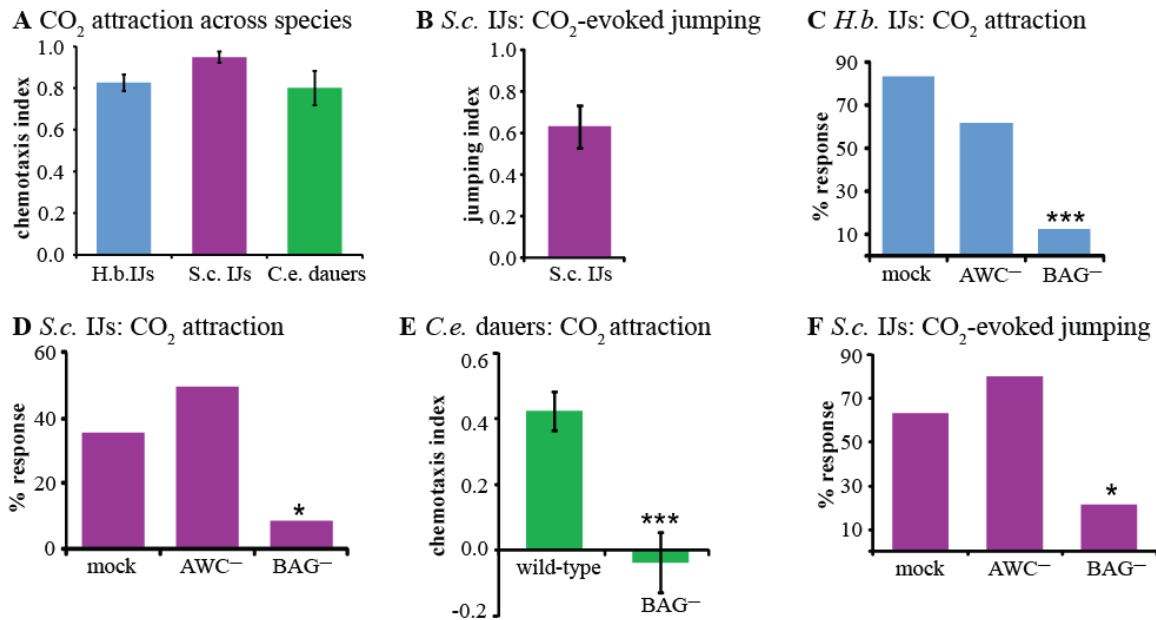 A CO₂ attraction across species
chemotaxis index
1.0
0.8
0.6
0.4
0.2
0.0
H.b.IJs S.c. IJs C.e. dauers
B S.c. IJs: CO₂-evoked jumping
jumping index
1.0
0.8
0.6
0.4
0.2
0.0
S.c. IJs
C H.b. IJs: CO₂ attraction
% response
90
70
50
30
10
***
mock AWC— BAG—
D S.c. IJs: CO₂ attraction
% response
60
40
20
0
*
mock AWC— BAG—
E C.e. dauers: CO₂ attraction
chemotaxis index
0.6
0.4
0.2
0.0
-0.2
***
wild-type
BAG—
F S.c. IJs: CO₂-evoked jumping
% response
90
70
50
30
10
*
mock AWC— BAG—